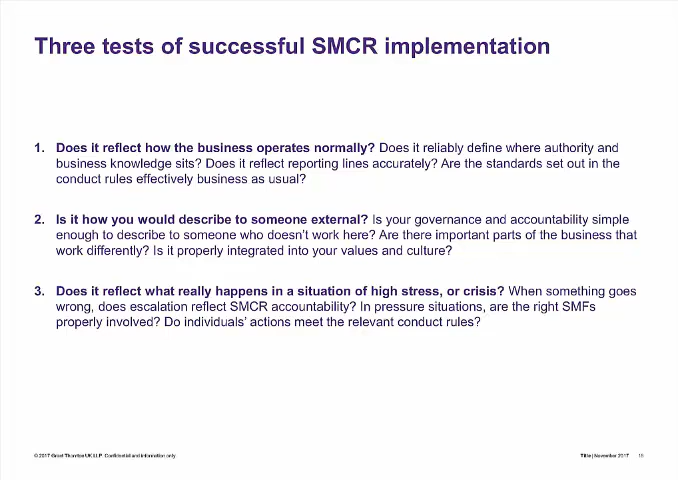 Three tests of successful SMCR implementation
1. Does it reflect how the business operates normally? Does it reliably define where authority and
business knowledge sits? Does it reflect reporting lines accurately? Are the standards set out in the
conduct rules effectively business as usual?
2. Is it how you would describe to someone external? Is your governance and accountability simple
enough to describe to someone who doesn't work here? Are there important parts of the business that
work differently? Is it properly integrated into your values and culture?
3. Does it reflect what really happens in a situation of high stress, or crisis? When something goes
wrong, does escalation reflect SMCR accountability? In pressure situations, are the right SMFs
properly involved? Do individuals' actions meet the relevant conduct rules?
© 2017 Grant Thornton UK LLP. Confidential and information only.
Title | November 2017